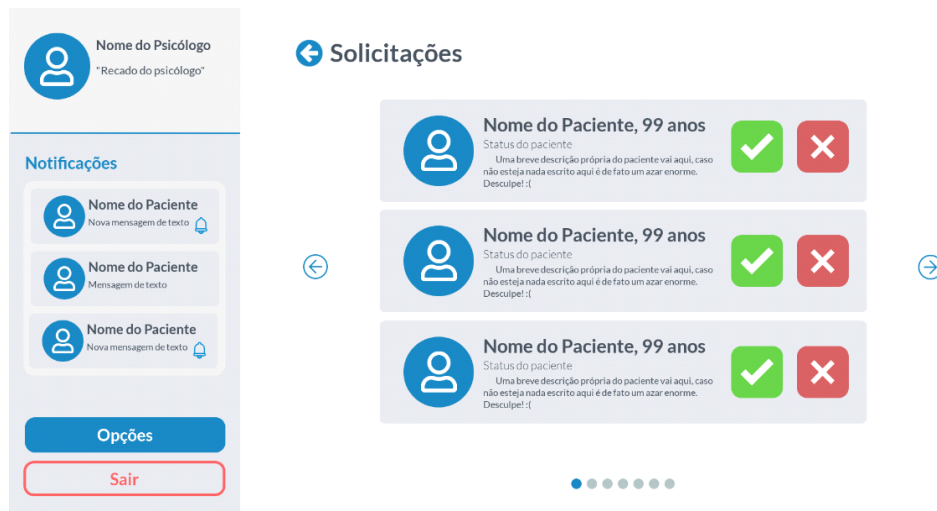 Nome do Psicólogo
"Recado do psicólogo"
Notificações
Nome do Paciente
Nova mensagem de texto
Nome do Paciente
Mensagem de texto
Nome do Paciente
Nova mensagem de texto
Opções
Sair
Solicitações
Nome do Paciente, 99 anos
Status do paciente
Uma breve descrição própria do paciente vai aqui, caso
não esteja nada escrito aqui é de fato um azar enorme.
Desculpe! :(
Nome do Paciente, 99 anos
Status do paciente
Uma breve descrição própria do paciente vai aqui, caso
não esteja nada escrito aqui é de fato um azar enorme.
Desculpe! :(
Nome do Paciente, 99 anos
Status do paciente
Uma breve descrição própria do paciente vai aqui, caso
não esteja nada escrito aqui é de fato um azar enorme.
Desculpe! :(